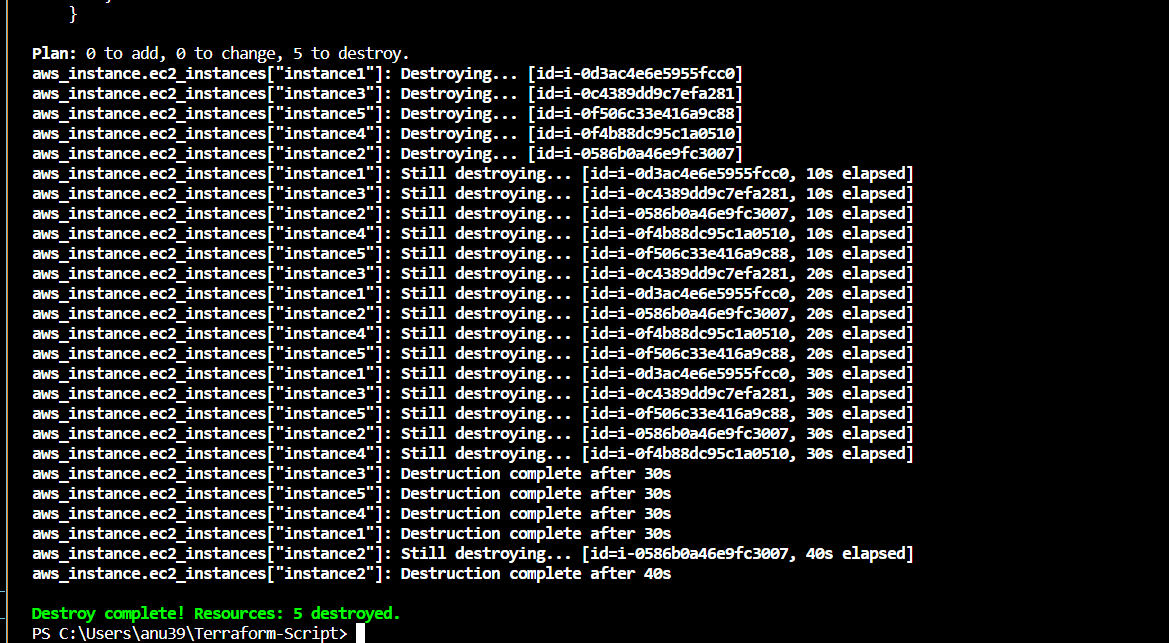 }
Plan: 0 to add, 0 to change, 5 to destroy.
aws_instance.ec2_instances["instance1"]: Destroying... [id=i-0d3ac4e6e5955fcc0]
aws_instance.ec2_instances["instance3"]: Destroying... [id=i-0c4389dd9c7efa281]
aws_instance.ec2_instances["instance5"]: Destroying... [id=i-0f506c33e416a9c88]
aws_instance.ec2_instances["instance4"]: Destroying... [id=i-0f4b88dc95c1a0510]
aws_instance.ec2_instances["instance2"]: Destroying... [id=i-0586b0a46e9fc3007]
aws_instance.ec2_instances["instance1"]: Still destroying... [id=i-0d3ac4e6e5955fcc0, 10s elapsed]
aws_instance.ec2_instances["instance3"]: Still destroying... [id=i-0c4389dd9c7efa281, 10s elapsed]
aws_instance.ec2_instances["instance2"]: Still destroying... [id=i-0586b0a46e9fc3007, 10s elapsed]
aws_instance.ec2_instances["instance4"]: Still destroying... [id=i-0f4b88dc95c1a0510, 10s elapsed]
aws_instance.ec2_instances["instance5"]: Still destroying... [id=i-0f506c33e416a9c88, 10s elapsed]
aws_instance.ec2_instances["instance3"]: Still destroying... [id=i-0c4389dd9c7efa281, 20s elapsed]
aws_instance.ec2_instances["instance1"]: Still destroying... [id=i-0d3ac4e6e5955fcc0, 20s elapsed]
aws_instance.ec2_instances["instance2"]: Still destroying... [id=i-0586b0a46e9fc3007, 20s elapsed]
aws_instance.ec2_instances["instance4"]: Still destroying... [id=i-0f4b88dc95c1a0510, 20s elapsed]
aws_instance.ec2_instances["instance5"]: Still destroying... [id=i-0f506c33e416a9c88, 20s elapsed]
aws_instance.ec2_instances["instance1"]: Still destroying... [id=i-0d3ac4e6e5955fcc0, 30s elapsed]
aws_instance.ec2_instances["instance3"]: Still destroying... [id=i-0c4389dd9c7efa281, 30s elapsed]
aws_instance.ec2_instances["instance5"]: Still destroying... [id=i-0f506c33e416a9c88, 30s elapsed]
aws_instance.ec2_instances["instance2"]: Still destroying... [id=i-0586b0a46e9fc3007, 30s elapsed]
aws_instance.ec2_instances["instance4"]: Still destroying... [id=i-0f4b88dc95c1a0510, 30s elapsed]
aws_instance.ec2_instances["instance3"]: Destruction complete after 30s
aws_instance.ec2_instances["instance5"]: Destruction complete after 30s
aws_instance.ec2_instances["instance4"]: Destruction complete after 30s
aws_instance.ec2_instances["instance1"]: Destruction complete after 30s
aws_instance.ec2_instances["instance2"]: Still destroying... [id=i-0586b0a46e9fc3007, 40s elapsed]
aws_instance.ec2_instances["instance2"]: Destruction complete after 40s
Destroy complete! Resources: 5 destroyed.
PS C:\Users\anu39\Terraform-Script>